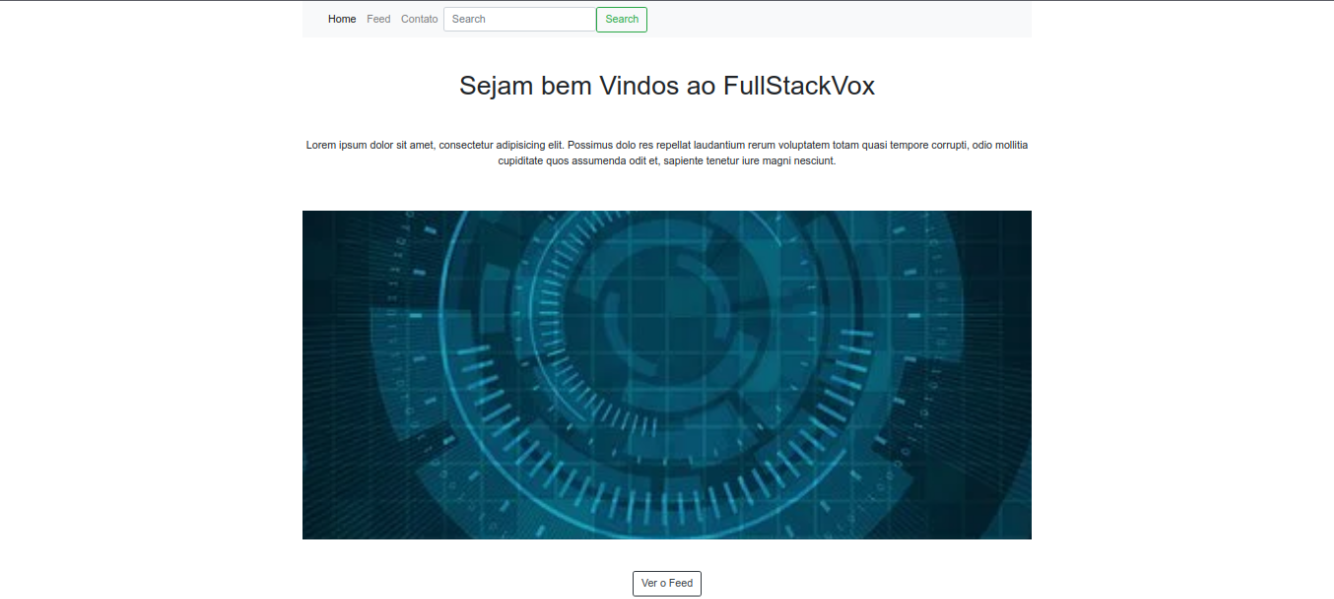 Home Feed Contato Search Search
Sejam bem Vindos ao FullStackVox
Lorem ipsum dolor sit amet, consectetur adipisicing elit. Possimus dolo res repellat laudantium rerum voluptatem totam quasi tempore corrupti, odio mollitia
cupiditate quos assumenda odit et, sapiente tenetur iure magni nesciunt.
Ver o Feed